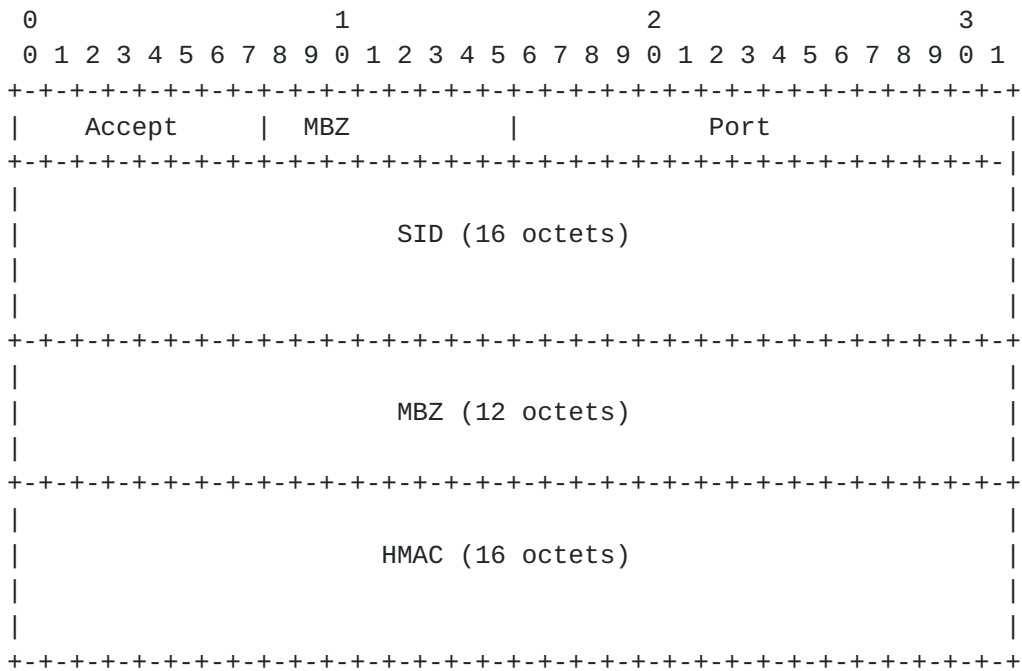 0                   1                   2                   3
 0 1 2 3 4 5 6 7 8 9 0 1 2 3 4 5 6 7 8 9 0 1 2 3 4 5 6 7 8 9 0 1
+-+-+-+-+-+-+-+-+-+-+-+-+-+-+-+-+-+-+-+-+-+-+-+-+-+-+-+-+-+-+-+-+
|    Accept     |  MBZ          |            Port               |
+-+-+-+-+-+-+-+-+-+-+-+-+-+-+-+-+-+-+-+-+-+-+-+-+-+-+-+-+-+-+-+-|
|                                                               |
|                        SID (16 octets)                        |
|                                                               |
|                                                               |
+-+-+-+-+-+-+-+-+-+-+-+-+-+-+-+-+-+-+-+-+-+-+-+-+-+-+-+-+-+-+-+-+
|                                                               |
|                        MBZ (12 octets)                        |
|                                                               |
+-+-+-+-+-+-+-+-+-+-+-+-+-+-+-+-+-+-+-+-+-+-+-+-+-+-+-+-+-+-+-+-+
|                                                               |
|                       HMAC (16 octets)                        |
|                                                               |
|                                                               |
+-+-+-+-+-+-+-+-+-+-+-+-+-+-+-+-+-+-+-+-+-+-+-+-+-+-+-+-+-+-+-+-+